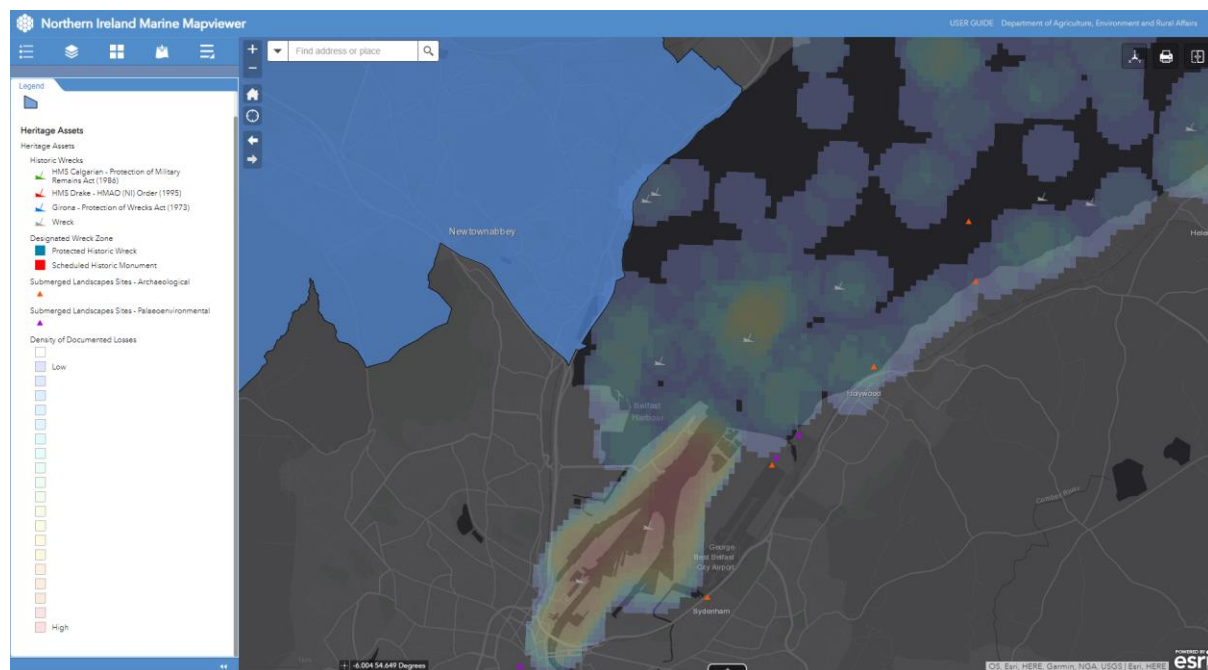 Northern Ireland Marine Mapviewer
USER GUIDE Department of Agriculture, Environment and Rural Affairs
Find address or place
Legend
Heritage Assets
Heritage Assets
Historic Wrecks
HMS Calgarian - Protection of Military
Remains Act (1986)
HMS Drake - HMAO (NI) Order (1995)
Girona - Protection of Wrecks Act (1973)
Wreck
Designated Wreck Zone
Protected Historic Wreck
Scheduled Historic Monument
Submerged Landscapes Sites - Archaeological
Submerged Landscapes Sites - Palaeoenvironmental
Density of Documented Losses
Low
High
Newtownabbey
Hele
Holywood
Belfast
Harbour
George
Best Belfast
City Airport
Sydenham
-6.004 54.649 Degrees
OS, Esri, HERE, Garmin, NGA, USGS | Esri, HERE
POWERED BY
esri